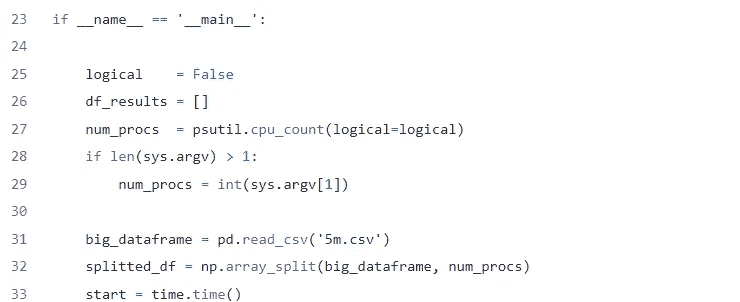 23 if __name__ == '__main__':
24
25     logical    = False
26     df_results = []
27     num_procs  = psutil.cpu_count(logical=logical)
28     if len(sys.argv) > 1:
29         num_procs = int(sys.argv[1])
30
31     big_dataframe = pd.read_csv('5m.csv')
32     splitted_df = np.array_split(big_dataframe, num_procs)
33     start = time.time()